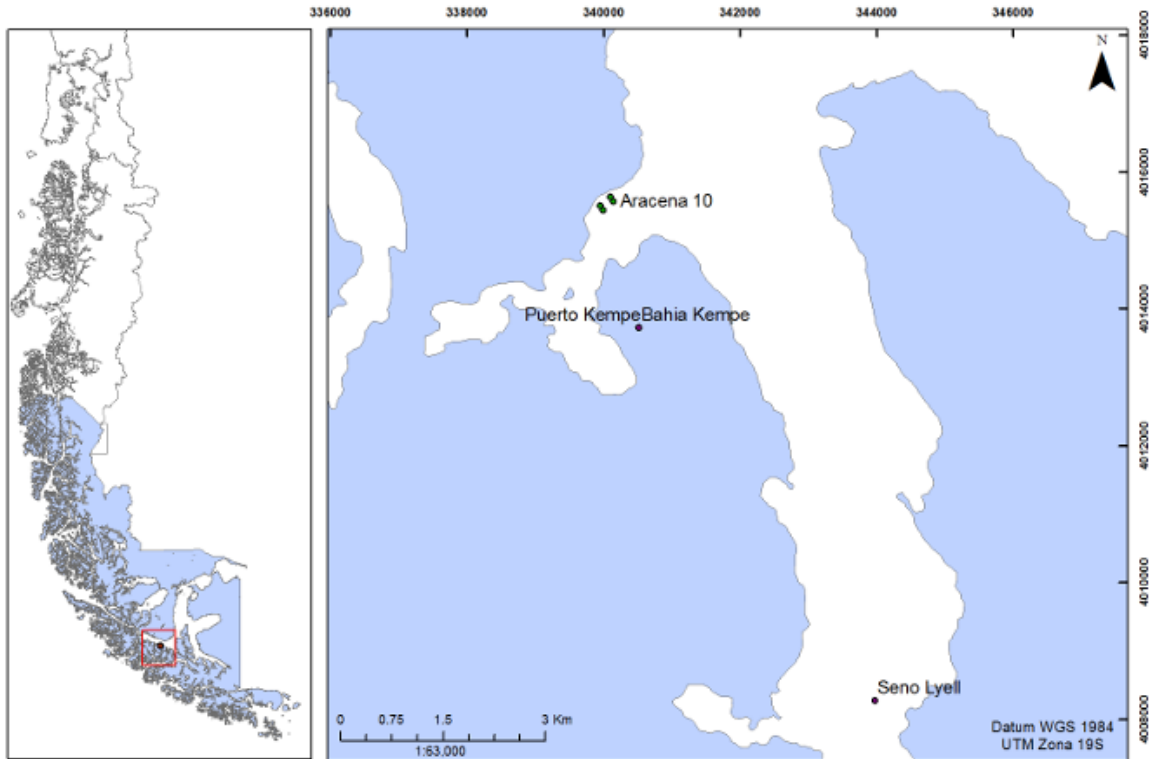 336000 338000 340000 342000 344000 346000
N
4018000
4016000
Aracena 10
4014000
Puerto KempeBahia Kempe
4012000
4010000
Seno Lyell
4008000
0 0.75 1.5 3 Km
1:63.000
Datum WGS 1984
UTM Zona 19S